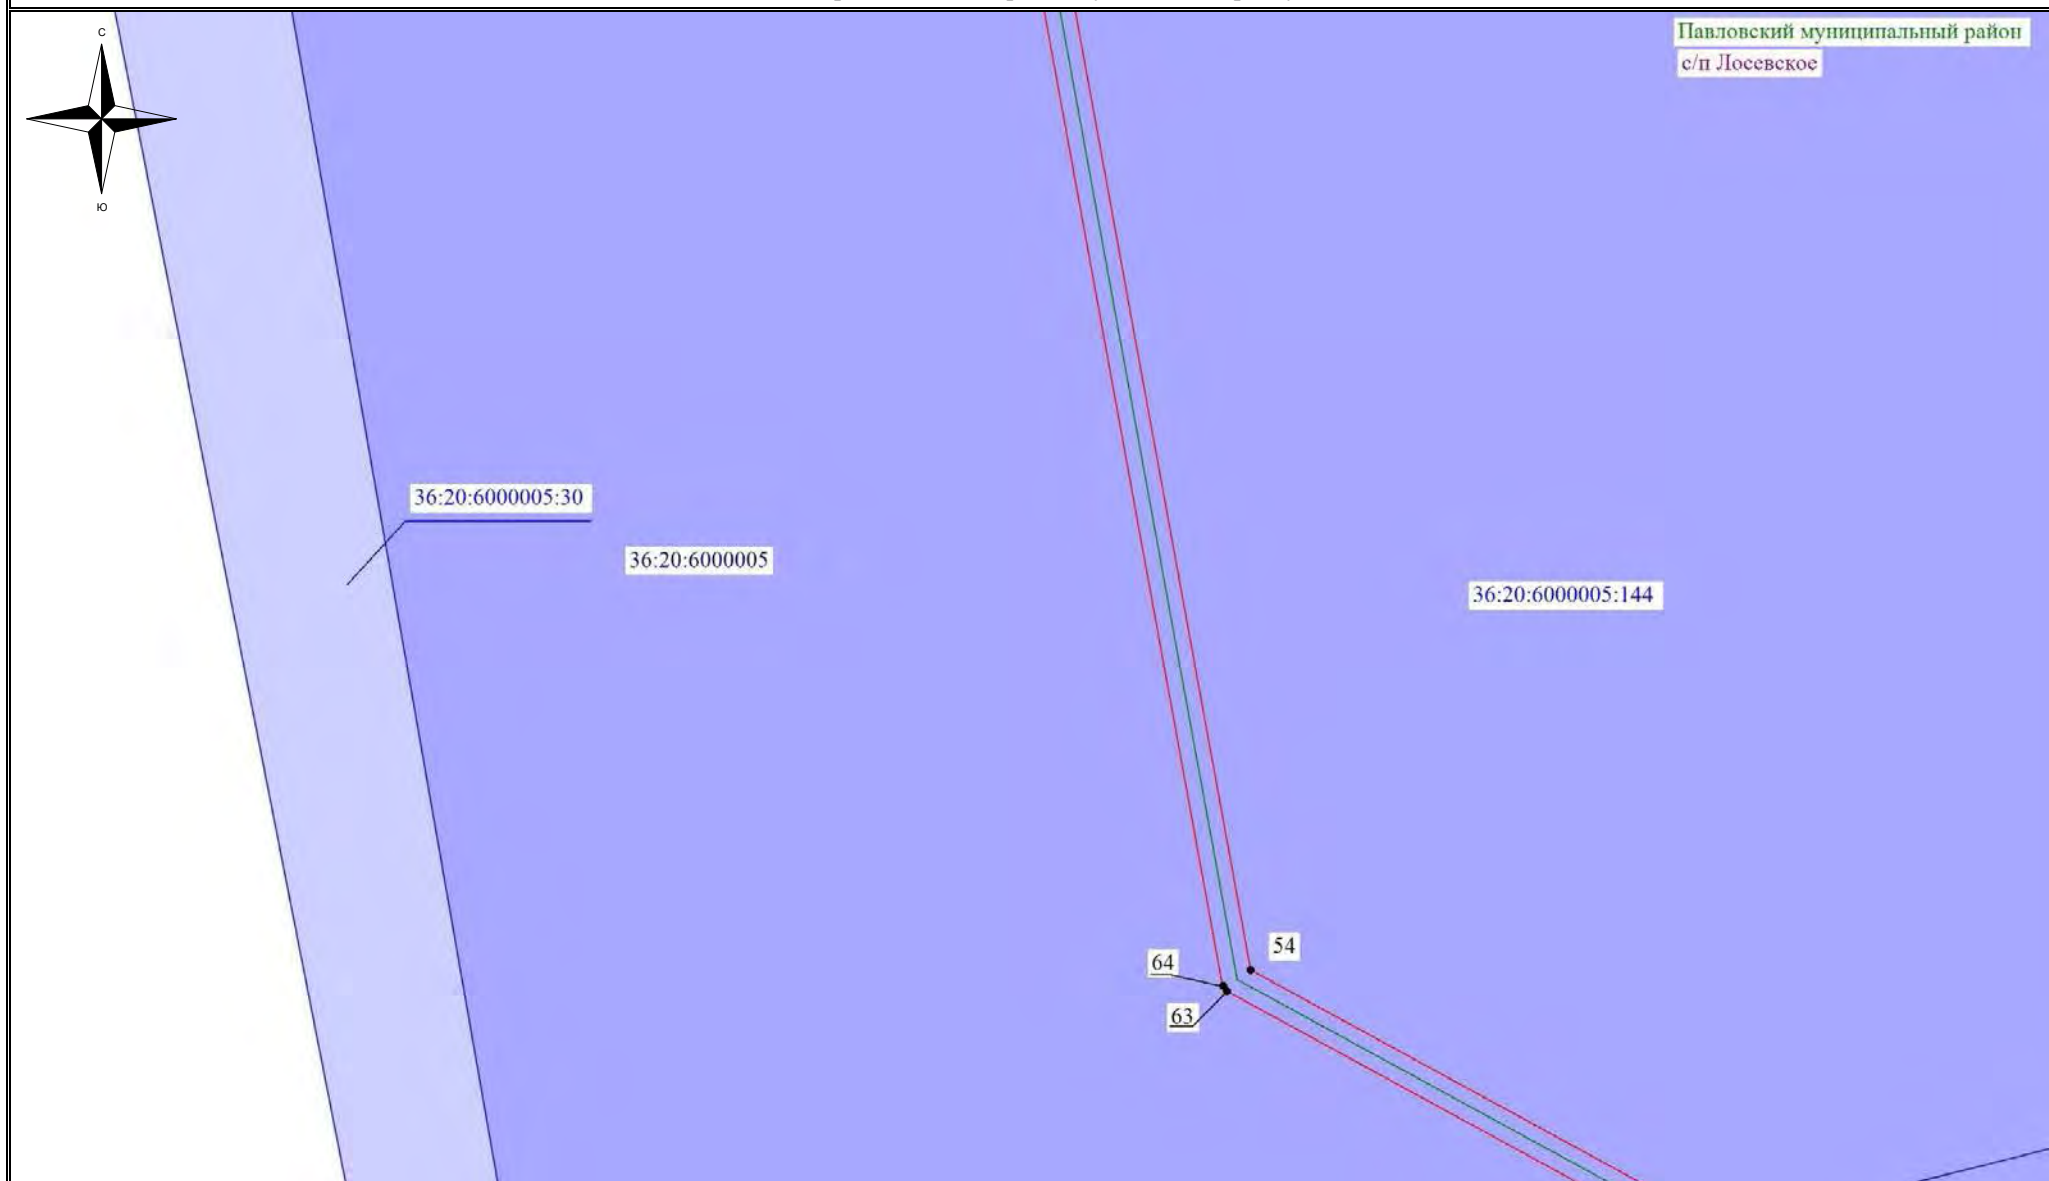 С
Ю
Павловский муниципальный район
с/п Лосевское
36:20:6000005:30
36:20:6000005
36:20:6000005:144
54
64
63